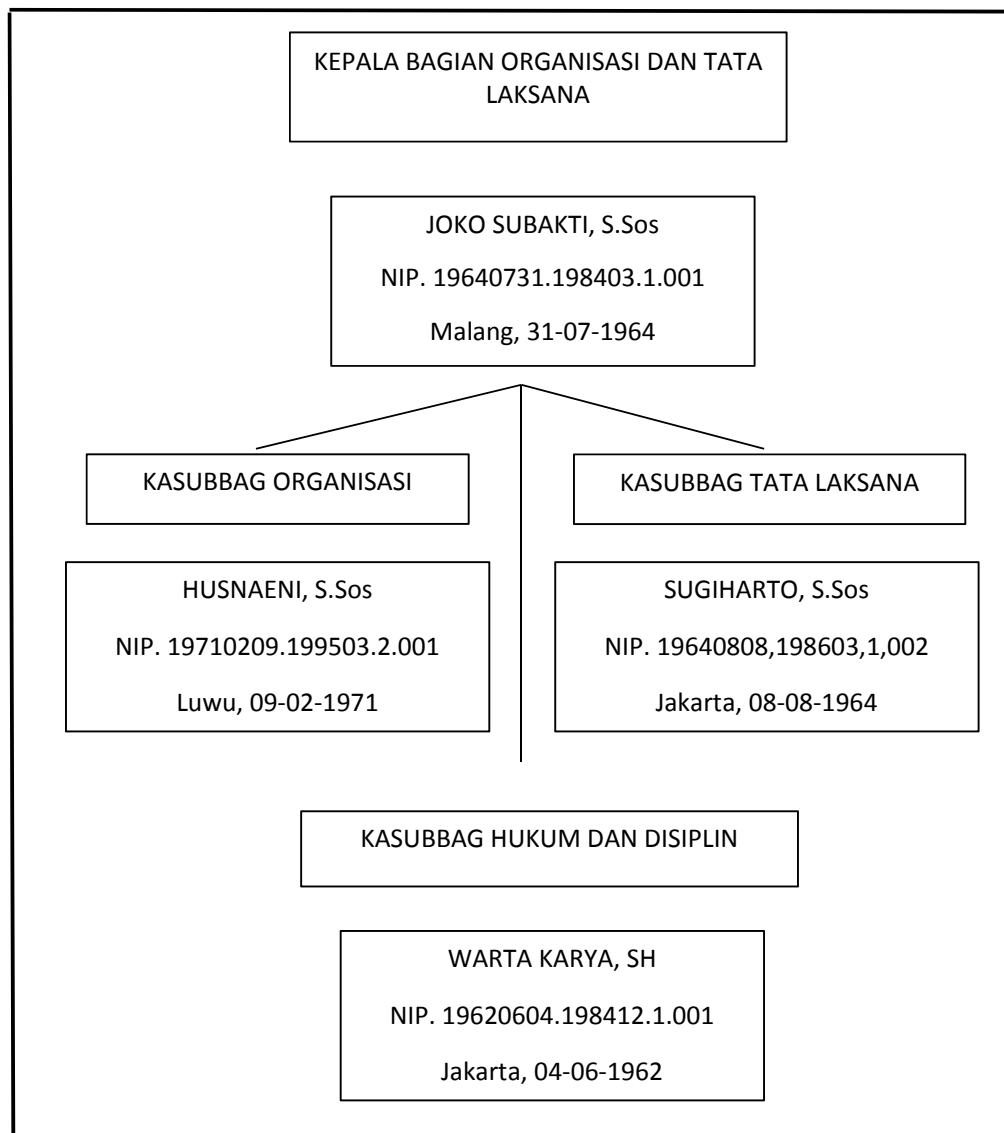 KEPALA BAGIAN ORGANISASI DAN TATA
LAKSANA
JOKO SUBAKTI, S.Sos
NIP. 19640731.198403.1.001
Malang, 31-07-1964
KASUBBAG ORGANISASI
HUSNAENI, S.Sos
NIP. 19710209.199503.2.001
Luwu, 09-02-1971
KASUBBAG TATA LAKSANA
SUGIHARTO, S.Sos
NIP. 19640808,198603,1,002
Jakarta, 08-08-1964
KASUBBAG HUKUM DAN DISIPLIN
WARTA KARYA, SH
NIP. 19620604.198412.1.001
Jakarta, 04-06-1962